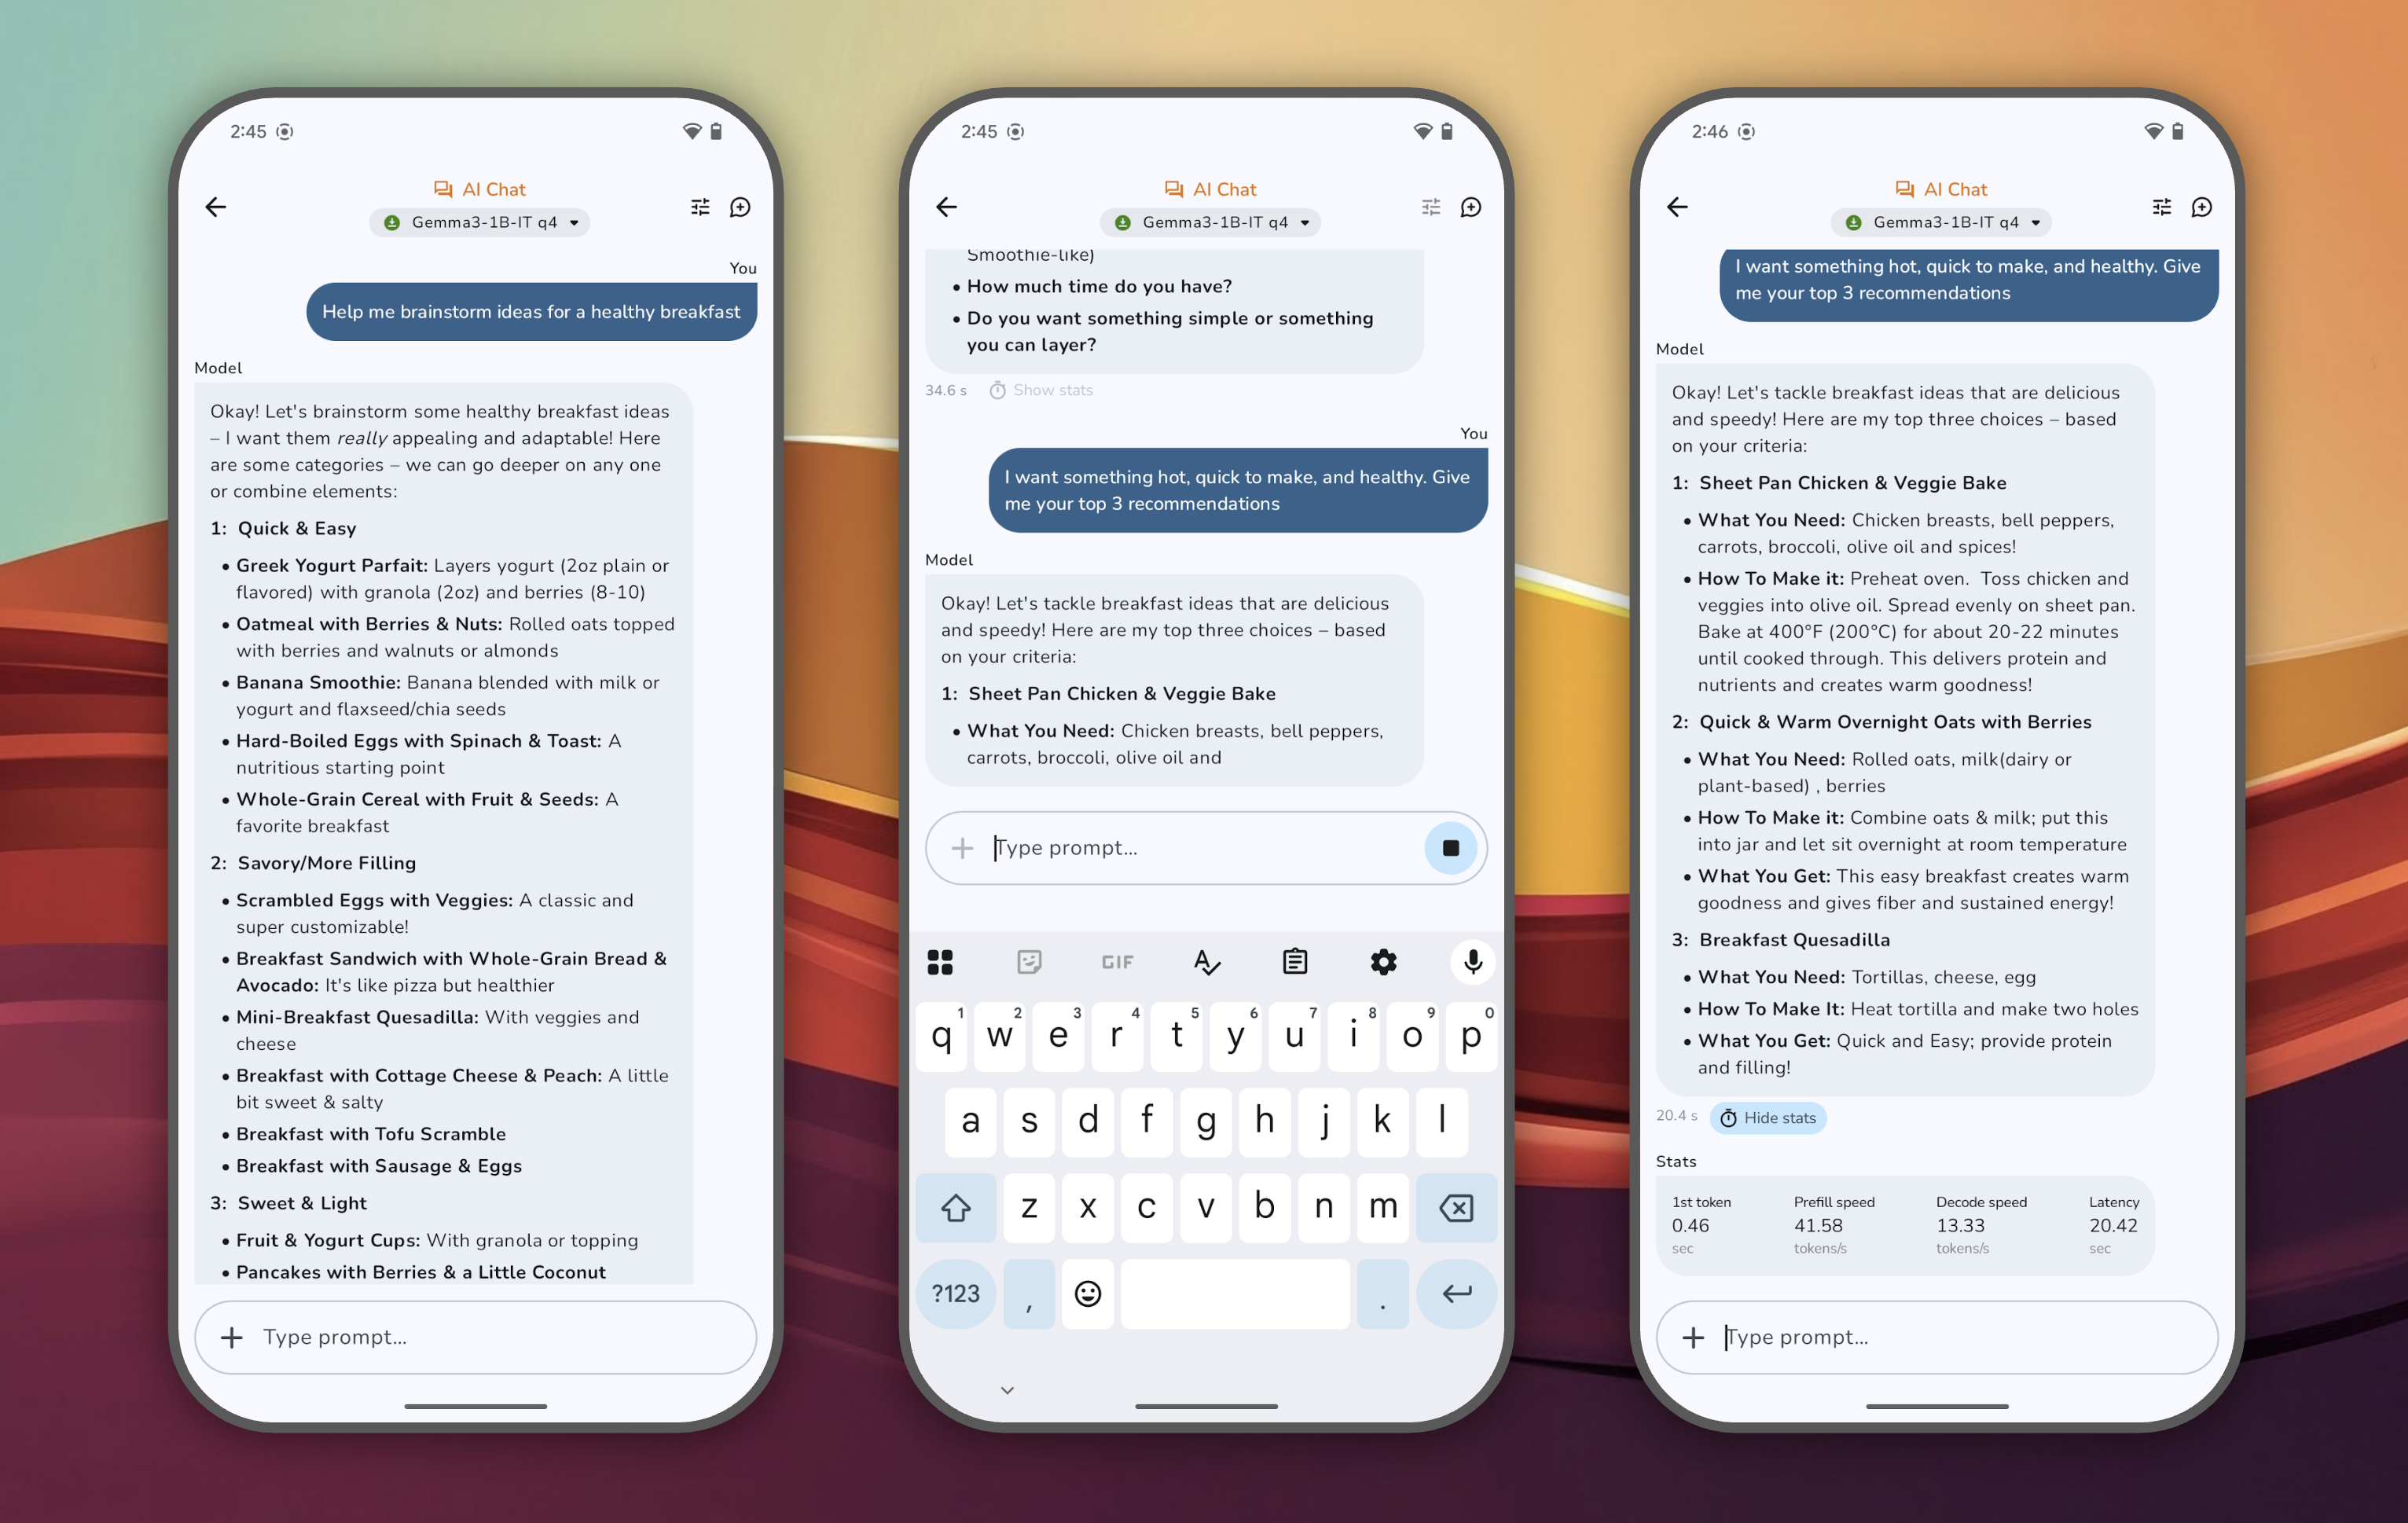 2:45
AI Chat
Gemma3-1B-IT q4
You
Help me brainstorm ideas for a healthy breakfast
Model
Okay! Let's brainstorm some healthy breakfast ideas
– I want them really appealing and adaptable! Here
are some categories – we can go deeper on any one
or combine elements:
1: Quick & Easy
• Greek Yogurt Parfait: Layers yogurt (2oz plain or
flavored) with granola (2oz) and berries (8-10)
• Oatmeal with Berries & Nuts: Rolled oats topped
with berries and walnuts or almonds
• Banana Smoothie: Banana blended with milk or
yogurt and flaxseed/chia seeds
• Hard-Boiled Eggs with Spinach & Toast: A
nutritious starting point
• Whole-Grain Cereal with Fruit & Seeds: A
favorite breakfast
2: Savory/More Filling
• Scrambled Eggs with Veggies: A classic and
super customizable!
• Breakfast Sandwich with Whole-Grain Bread &
Avocado: It's like pizza but healthier
• Mini-Breakfast Quesadilla: With veggies and
cheese
• Breakfast with Cottage Cheese & Peach: A little
bit sweet & salty
• Breakfast with Tofu Scramble
• Breakfast with Sausage & Eggs
3: Sweet & Light
• Fruit & Yogurt Cups: With granola or topping
• Pancakes with Berries & a Little Coconut
Type prompt…
2:45
AI Chat
Gemma3-1B-IT q4
Smoothie-like)
• How much time do you have?
• Do you want something simple or something
you can layer?
34.6 s Show stats
You
I want something hot, quick to make, and healthy. Give
me your top 3 recommendations
Model
Okay! Let's tackle breakfast ideas that are delicious
and speedy! Here are my top three choices – based
on your criteria:
1: Sheet Pan Chicken & Veggie Bake
• What You Need: Chicken breasts, bell peppers,
carrots, broccoli, olive oil and
Type prompt…
GIF
1 2 3 4 5 6 7 8 9 0
q w e r t y u i o p
a s d f g h j k l
z x c v b n m
?123 , .
2:46
AI Chat
Gemma3-1B-IT q4
I want something hot, quick to make, and healthy. Give
me your top 3 recommendations
Model
Okay! Let's tackle breakfast ideas that are delicious
and speedy! Here are my top three choices – based
on your criteria:
1: Sheet Pan Chicken & Veggie Bake
• What You Need: Chicken breasts, bell peppers,
carrots, broccoli, olive oil and spices!
• How To Make it: Preheat oven. Toss chicken and
veggies into olive oil. Spread evenly on sheet pan.
Bake at 400°F (200°C) for about 20-22 minutes
until cooked through. This delivers protein and
nutrients and creates warm goodness!
2: Quick & Warm Overnight Oats with Berries
• What You Need: Rolled oats, milk(dairy or
plant-based) , berries
• How To Make it: Combine oats & milk; put this
into jar and let sit overnight at room temperature
• What You Get: This easy breakfast creates warm
goodness and gives fiber and sustained energy!
3: Breakfast Quesadilla
• What You Need: Tortillas, cheese, egg
• How To Make It: Heat tortilla and make two holes
• What You Get: Quick and Easy; provide protein
and filling!
20.4 s Hide stats
Stats
1st token Prefill speed Decode speed Latency
0.46 41.58 13.33 20.42
sec tokens/s tokens/s sec
Type prompt…